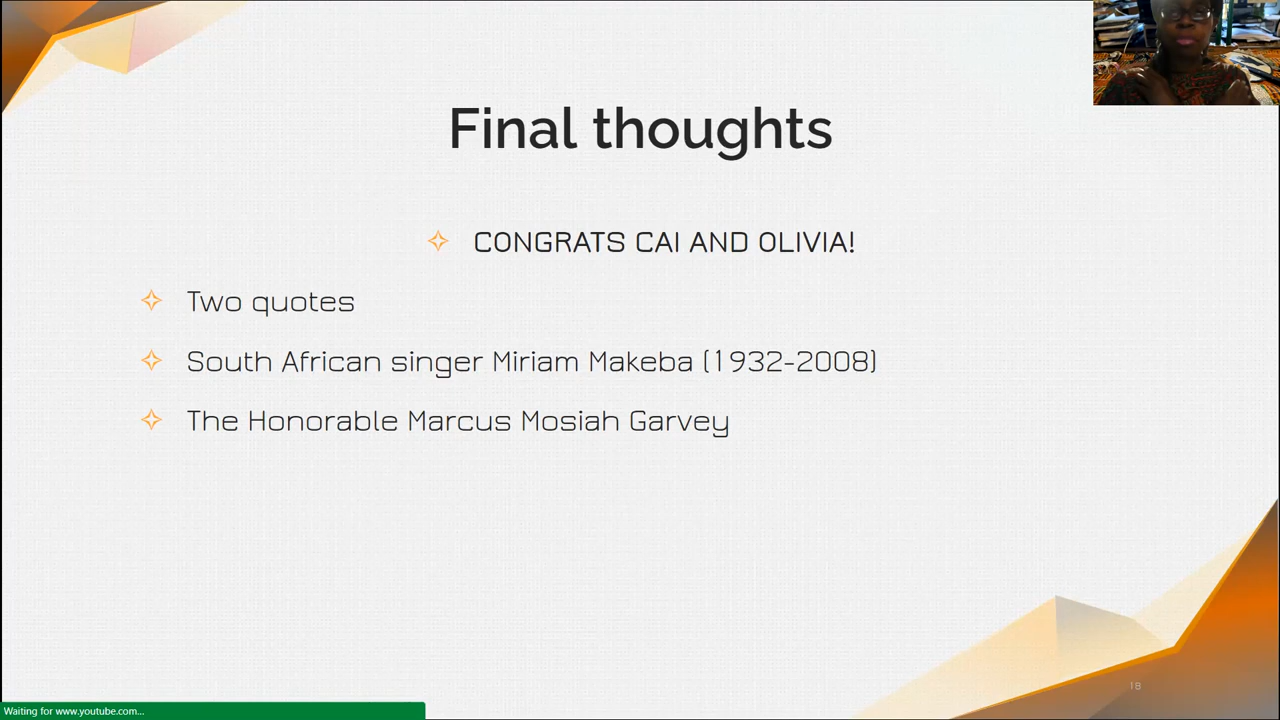 Final thoughts
CONGRATS CAI AND OLIVIA!
Two quotes
South African singer Miriam Makeba (1932-2008)
The Honorable Marcus Mosiah Garvey
18
Waiting for www.youtube.com...